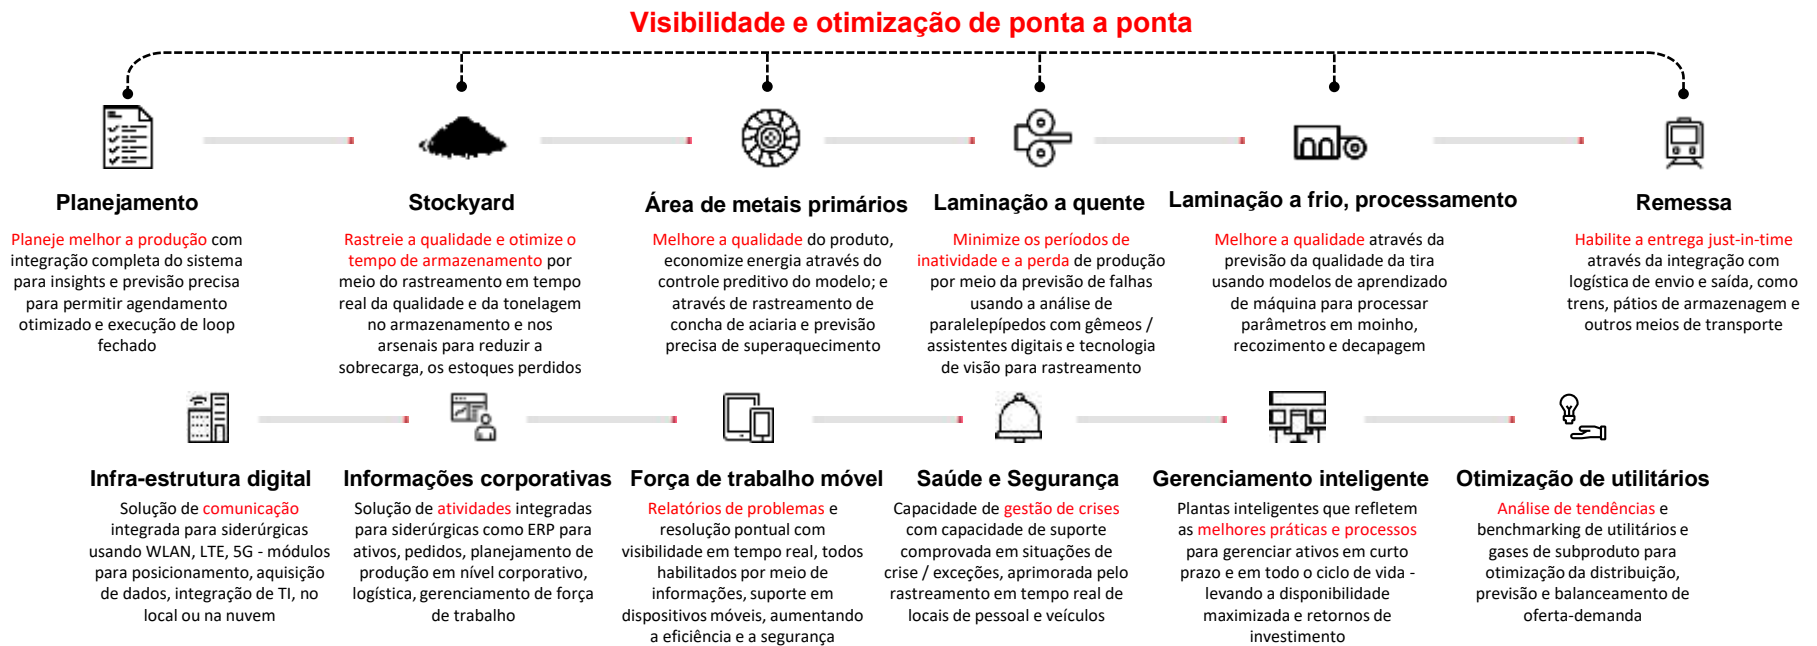 Visibilidade e otimização de ponta a ponta
Planejamento
Planeje melhor a produção com
integração completa do sistema
para insights e previsão precisa
para permitir agendamento
otimizado e execução de loop
fechado
Stockyard
Rastreie a qualidade e otimize o
tempo de armazenamento por
meio do rastreamento em tempo
real da qualidade e da tonelagem
no armazenamento e nos
arsenais para reduzir a
sobrecarga, os estoques perdidos
Área de metais primários
Melhore a qualidade do produto,
economize energia através do
controle preditivo do modelo; e
através de rastreamento de
concha de aciaria e previsão
precisa de superaquecimento
Laminação a quente
Minimize os períodos de
inatividade e a perda de produção
por meio da previsão de falhas
usando a análise de
paralelepípedos com gêmeos /
assistentes digitais e tecnologia
de visão para rastreamento
Laminação a frio, processamento
Melhore a qualidade através da
previsão da qualidade da tira
usando modelos de aprendizado
de máquina para processar
parâmetros em moinho,
recozimento e decapagem
Remessa
Habilite a entrega just-in-time
através da integração com
logística de envio e saída, como
trens, pátios de armazenagem e
outros meios de transporte
Infra-estrutura digital
Solução de comunicação
integrada para siderúrgicas
usando WLAN, LTE, 5G - módulos
para posicionamento, aquisição
de dados, integração de TI, no
local ou na nuvem
Informações corporativas
Solução de atividades integradas
para siderúrgicas como ERP para
ativos, pedidos, planejamento de
produção em nível corporativo,
logística, gerenciamento de força
de trabalho
Força de trabalho móvel
Relatórios de problemas e
resolução pontual com
visibilidade em tempo real, todos
habilitados por meio de
informações, suporte em
dispositivos móveis, aumentando
a eficiência e a segurança
Saúde e Segurança
Capacidade de gestão de crises
com capacidade de suporte
comprovada em situações de
crise / exceções, aprimorada pelo
rastreamento em tempo real de
locais de pessoal e veículos
Gerenciamento inteligente
Plantas inteligentes que refletem
as melhores práticas e processos
para gerenciar ativos em curto
prazo e em todo o ciclo de vida -
levando a disponibilidade
maximizada e retornos de
investimento
Otimização de utilitários
Análise de tendências e
benchmarking de utilitários e
gases de subproduto para
otimização da distribuição,
previsão e balanceamento de
oferta-demanda